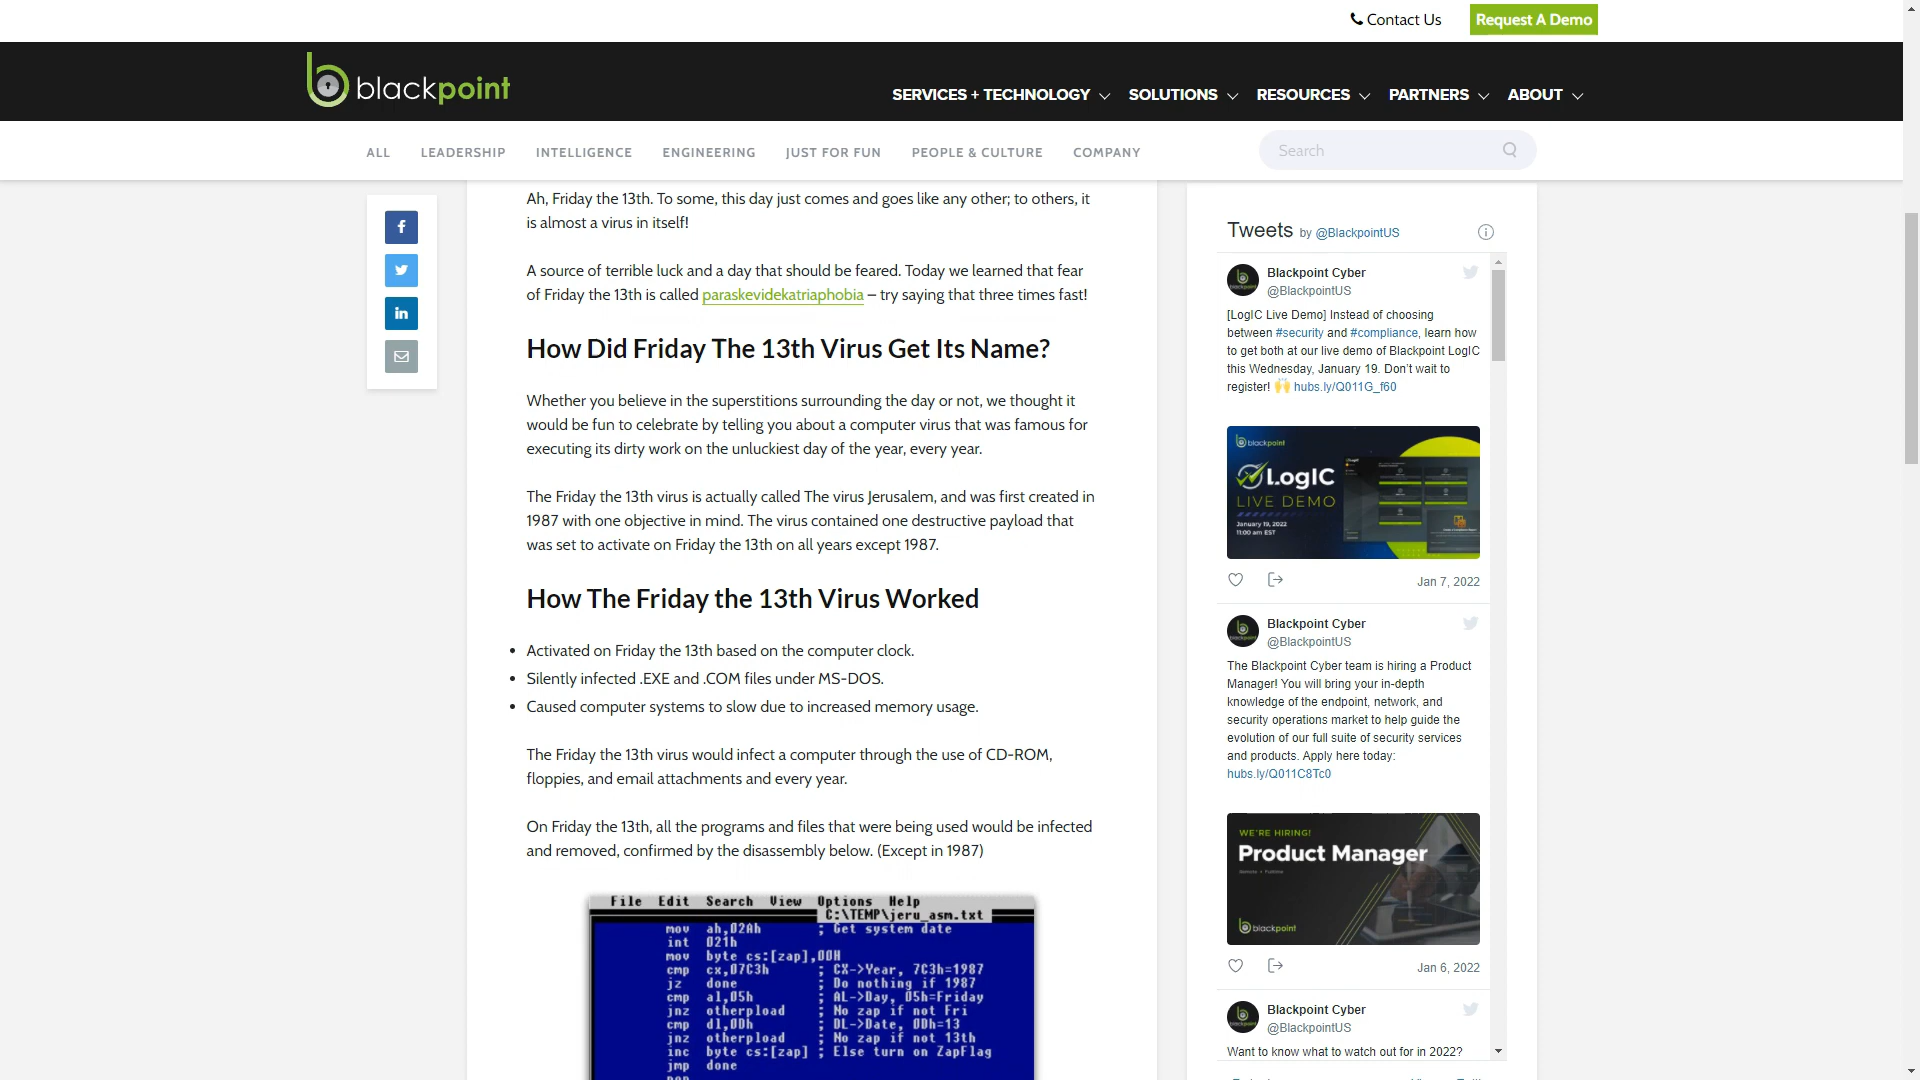 Contact Us
Request A Demo
blackpoint
SERVICES + TECHNOLOGY
SOLUTIONS
RESOURCES
PARTNERS
ABOUT
ALL
LEADERSHIP
INTELLIGENCE
ENGINEERING
JUST FOR FUN
PEOPLE & CULTURE
COMPANY
Search
Ah, Friday the 13th. To some, this day just comes and goes like any other; to others, it
is almost a virus in itself!
A source of terrible luck and a day that should be feared. Today we learned that fear
of Friday the 13th is called paraskevidekatriaphobia – try saying that three times fast!
How Did Friday The 13th Virus Get Its Name?
Whether you believe in the superstitions surrounding the day or not, we thought it
would be fun to celebrate by telling you about a computer virus that was famous for
executing its dirty work on the unluckiest day of the year, every year.
The Friday the 13th virus is actually called The virus Jerusalem, and was first created in
1987 with one objective in mind. The virus contained one destructive payload that
was set to activate on Friday the 13th on all years except 1987.
How The Friday the 13th Virus Worked
• Activated on Friday the 13th based on the computer clock.
• Silently infected .EXE and .COM files under MS-DOS.
• Caused computer systems to slow due to increased memory usage.
The Friday the 13th virus would infect a computer through the use of CD-ROM,
floppies, and email attachments and every year.
On Friday the 13th, all the programs and files that were being used would be infected
and removed, confirmed by the disassembly below. (Except in 1987)
File Edit Search View Options Help
C:\TEMP\jeru_asm.txt
mov ah,02Ah ; Get system date
int 021h
mov byte cs:[zap],00H
cmp cx,07C3h ; CX->Year, 7C3h=1987
jz done ; Do nothing if 1987
cmp al,05h ; AL->Day, 05h=Friday
jnz otherpload ; No zap if not Fri
cmp dl,0Dh ; DL->Date, 0Dh=13
jnz otherpload ; No zap if not 13th
inc byte cs:[zap] ; Else turn on ZapFlag
jmp done
Tweets by @BlackpointUS
Blackpoint Cyber
@BlackpointUS
[LogIC Live Demo] Instead of choosing
between #security and #compliance, learn how
to get both at our live demo of Blackpoint LogIC
this Wednesday, January 19. Don't wait to
register! 🙌 hubs.ly/Q011G_f60
blackpoint
LogIC
LIVE DEMO
January 19, 2022
11:00 am EST
Jan 7, 2022
Blackpoint Cyber
@BlackpointUS
The Blackpoint Cyber team is hiring a Product
Manager! You will bring your in-depth
knowledge of the endpoint, network, and
security operations market to help guide the
evolution of our full suite of security services
and products. Apply here today:
hubs.ly/Q011C8Tc0
WE'RE HIRING!
Product Manager
blackpoint
Jan 6, 2022
Blackpoint Cyber
@BlackpointUS
Want to know what to watch out for in 2022?